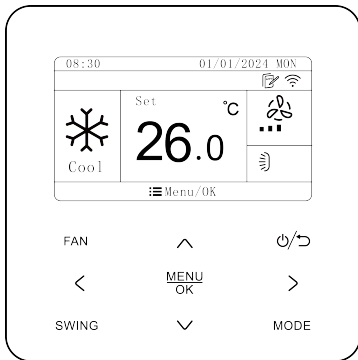 08:30 01/01/2024 MON
Set
℃
26.0
Cool
Menu/OK
FAN
MENU
OK
SWING
MODE